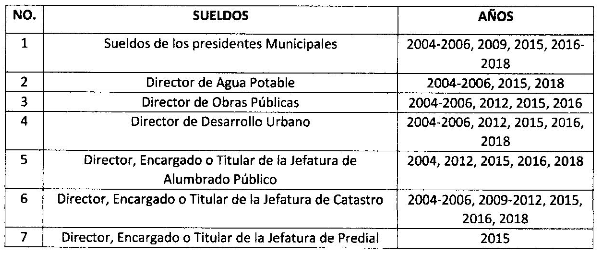 NO. SUELDOS AÑOS
1 Sueldos de los presidentes Municipales 2004-2006, 2009, 2015, 2016-
2018
2 Director de Agua Potable 2004-2006, 2015, 2018
3 Director de Obras Públicas 2004-2006, 2012, 2015, 2016
4 Director de Desarrollo Urbano 2004-2006, 2012, 2015, 2016,
2018
5 Director, Encargado o Titular de la Jefatura de 2004, 2012, 2015, 2016, 2018
Alumbrado Público
6 Director, Encargado o Titular de la Jefatura de Catastro 2004-2006, 2009-2012, 2015,
2016, 2018
7 Director, Encargado o Titular de la Jefatura de Predial 2015